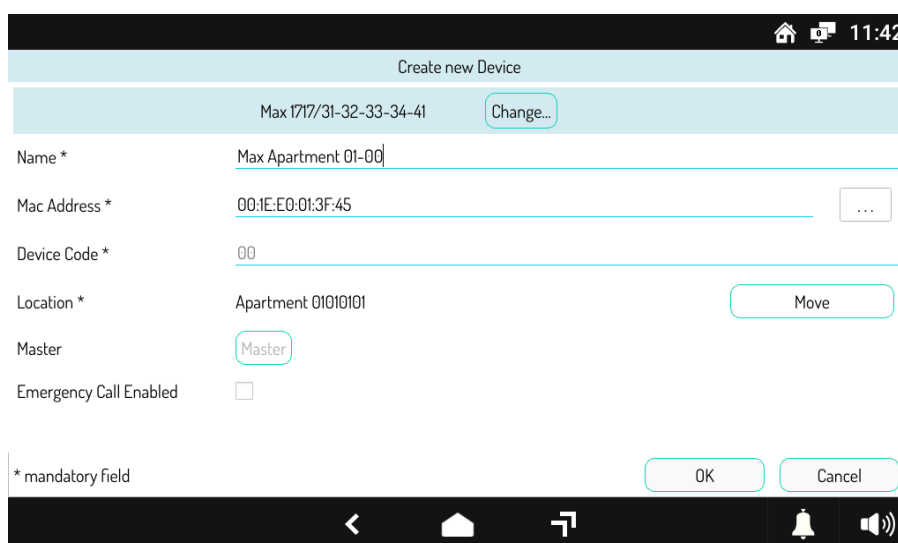 11:42
Create new Device
Max 1717/31-32-33-34-41 Change...
Name * Max Apartment 01-00
Mac Address * 00:1E:E0:01:3F:45 ...
Device Code * 00
Location * Apartment 01010101 Move
Master Master
Emergency Call Enabled
* mandatory field OK Cancel